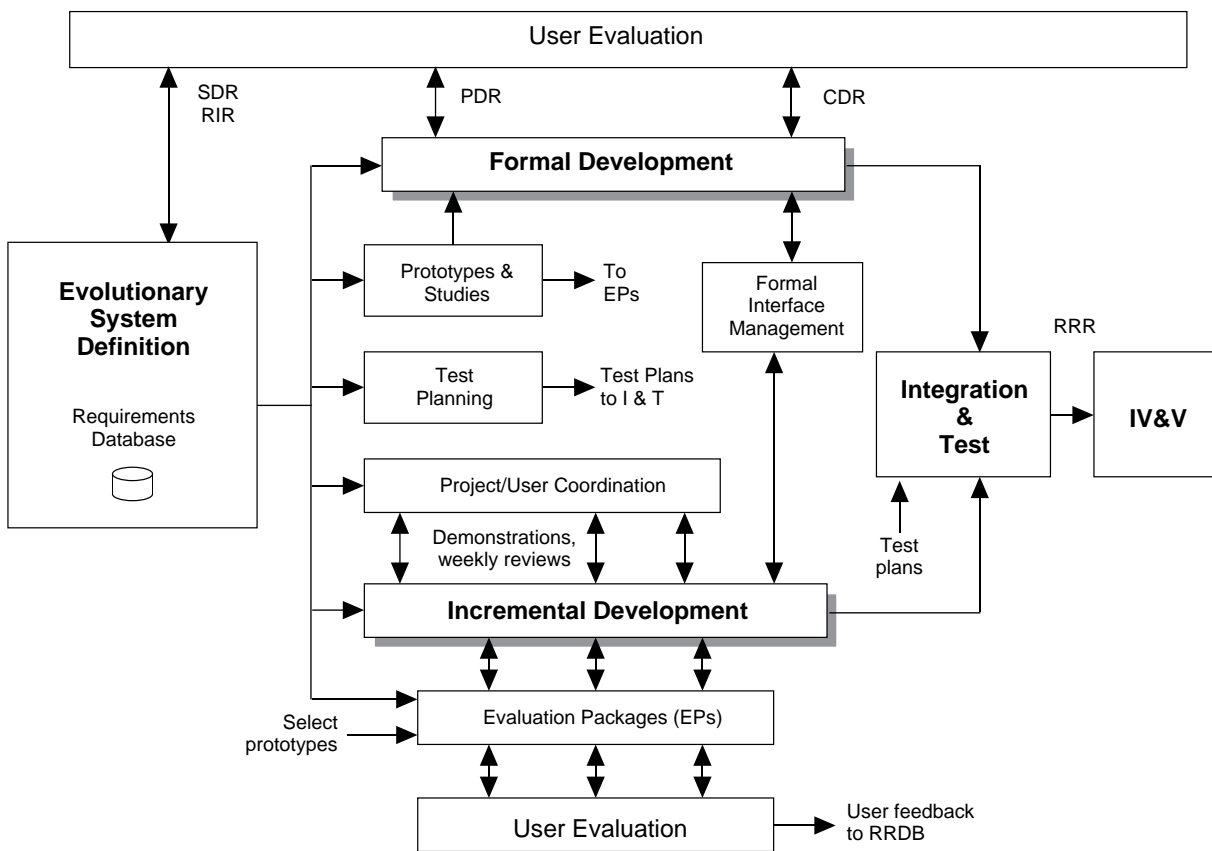 User Evaluation
SDR
RIR
PDR
CDR
Formal Development
Evolutionary
System
Definition
Requirements
Database
Prototypes &
Studies
To
EPs
Formal
Interface
Management
Test
Planning
Test Plans
to I & T
RRR
Integration
&
Test
IV&V
Project/User Coordination
Demonstrations,
weekly reviews
Test
plans
Incremental Development
Evaluation Packages (EPs)
Select
prototypes
User Evaluation
User feedback
to RRDB